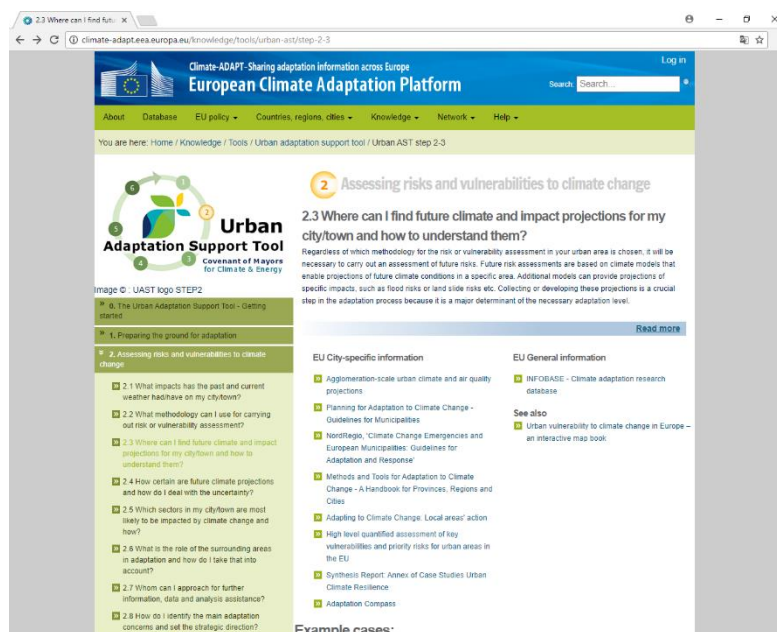 2.3 Where can I find futu
climate-adapt.eea.europa.eu/knowledge/tools/urban-ast/step-2-3
Log in
Climate-ADAPT-Sharing adaptation information across Europe
European Climate Adaptation Platform
Search: Search...
About Database EU policy Countries, regions, cities Knowledge Network Help
You are here: Home / Knowledge / Tools / Urban adaptation support tool / Urban AST step 2-3
1
2
3
4
5
6
Urban
Adaptation Support Tool
Covenant of Mayors
for Climate & Energy
Image © : UAST logo STEP2
0. The Urban Adaptation Support Tool - Getting
started
1. Preparing the ground for adaptation
2. Assessing risks and vulnerabilities to climate
change
2.1 What impacts has the past and current
weather had/have on my city/town?
2.2 What methodology can I use for carrying
out risk or vulnerability assessment?
2.3 Where can I find future climate and impact
projections for my city/town and how to
understand them?
2.4 How certain are future climate projections
and how do I deal with the uncertainty?
2.5 Which sectors in my city/town are most
likely to be impacted by climate change and
how?
2.6 What is the role of the surrounding areas
in adaptation and how do I take that into
account?
2.7 Whom can I approach for further
information, data and analysis assistance?
2.8 How do I identify the main adaptation
concerns and set the strategic direction?
2 Assessing risks and vulnerabilities to climate change
2.3 Where can I find future climate and impact projections for my
city/town and how to understand them?
Regardless of which methodology for the risk or vulnerability assessment in your urban area is chosen, it will be
necessary to carry out an assessment of future risks. Future risk assessments are based on climate models that
enable projections of future climate conditions in a specific area. Additional models can provide projections of
specific impacts, such as flood risks or land slide risks etc. Collecting or developing these projections is a crucial
step in the adaptation process because it is a major determinant of the necessary adaptation level.
Read more
EU City-specific information
Agglomeration-scale urban climate and air quality
projections
Planning for Adaptation to Climate Change -
Guidelines for Municipalities
NordRegio, 'Climate Change Emergencies and
European Municipalities: Guidelines for
Adaptation and Response'
Methods and Tools for Adaptation to Climate
Change - A Handbook for Provinces, Regions and
Cities
Adapting to Climate Change: Local areas' action
High level quantified assessment of key
vulnerabilities and priority risks for urban areas in
the EU
Synthesis Report: Annex of Case Studies Urban
Climate Resilience
Adaptation Compass
EU General information
INFOBASE - Climate adaptation research
database
See also
Urban vulnerability to climate change in Europe –
an interactive map book
Example cases: